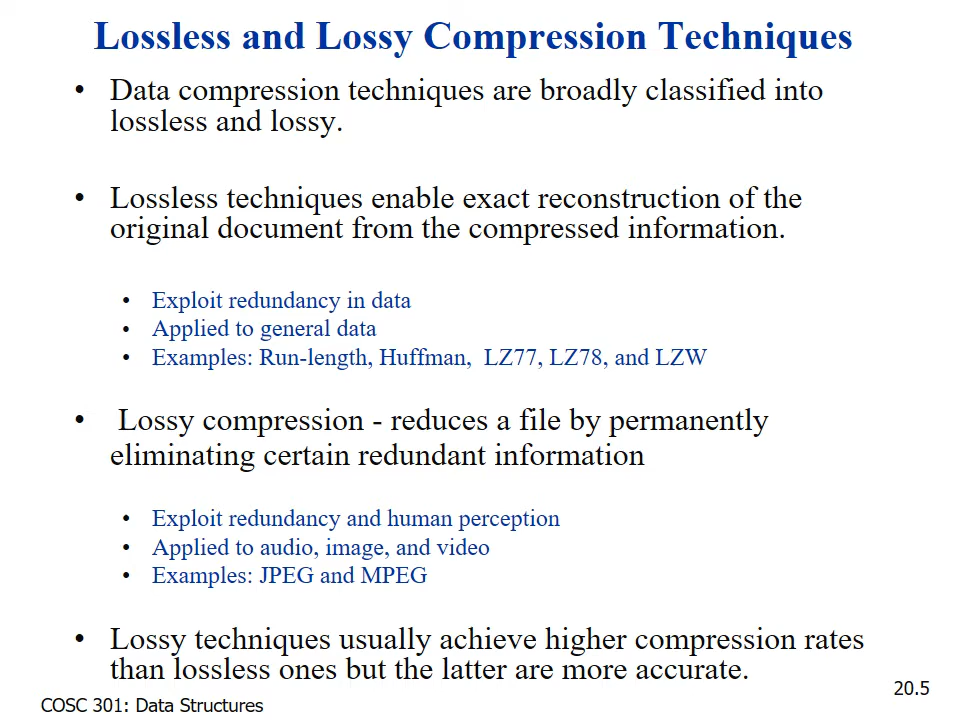 Lossless and Lossy Compression Techniques
• Data compression techniques are broadly classified into
lossless and lossy.
• Lossless techniques enable exact reconstruction of the
original document from the compressed information.
• Exploit redundancy in data
• Applied to general data
• Examples: Run-length, Huffman,  LZ77, LZ78, and LZW
• Lossy compression - reduces a file by permanently
eliminating certain redundant information
• Exploit redundancy and human perception
• Applied to audio, image, and video
• Examples: JPEG and MPEG
• Lossy techniques usually achieve higher compression rates
than lossless ones but the latter are more accurate.
COSC 301: Data Structures
20.5